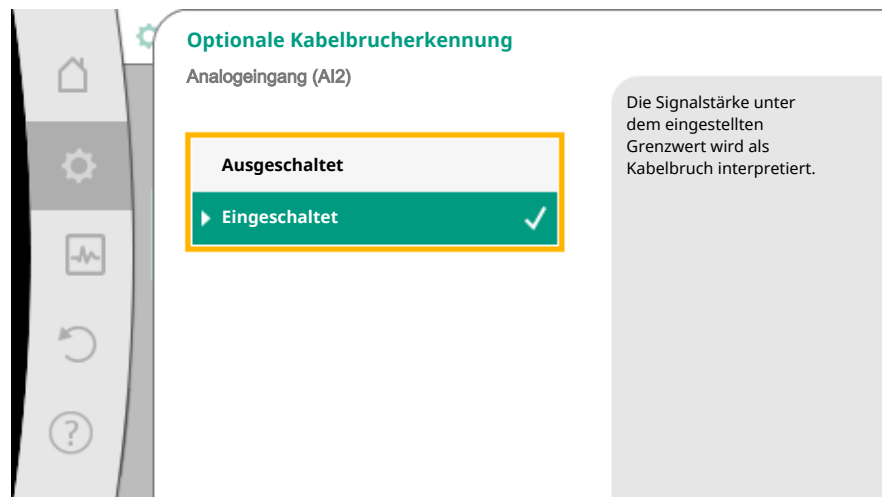 Optionale Kabelbrucherkennung
Analogeingang (AI2)
Ausgeschaltet
Eingeschaltet
Die Signalstärke unter
dem eingestellten
Grenzwert wird als
Kabelbruch interpretiert.
?